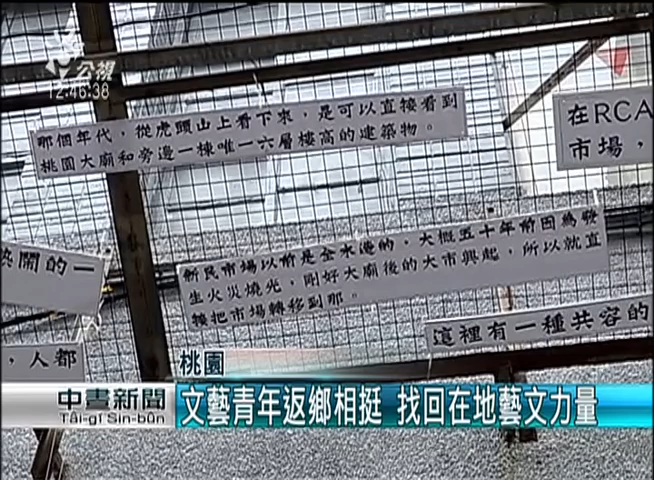 公視
12:46:38
那個年代，從虎頭山上看下來，是可以直接看到
桃園大廟和旁邊一棟唯一六層樓高的建築物。
在RCA
市場，
鬧的一
新民市場以前是全木造的，大概五十年前因為發
生火災燒光，剛好大廟後的大市興起，所以就直
接把市場轉移到那。
這裡有一種共容的
，人都
桃園
中晝新聞
Tâi-gí Sin-bûn
文藝青年返鄉相挺 找回在地藝文力量